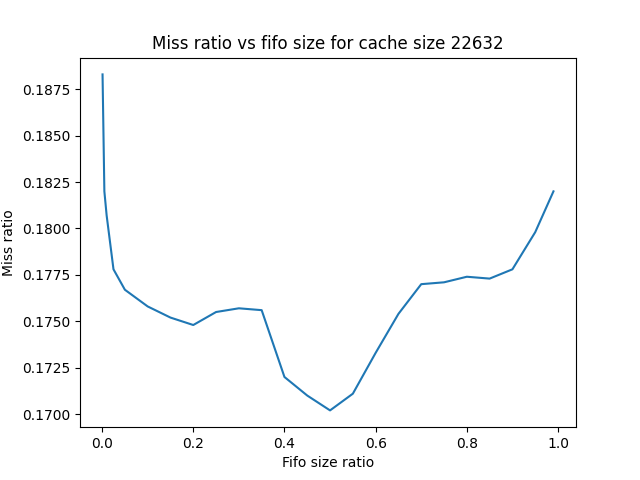 Miss ratio vs fifo size for cache size 22632
0.1875
0.1850
0.1825
0.1800
0.1775
0.1750
0.1725
0.1700
Miss ratio
0.0 0.2 0.4 0.6 0.8 1.0
Fifo size ratio